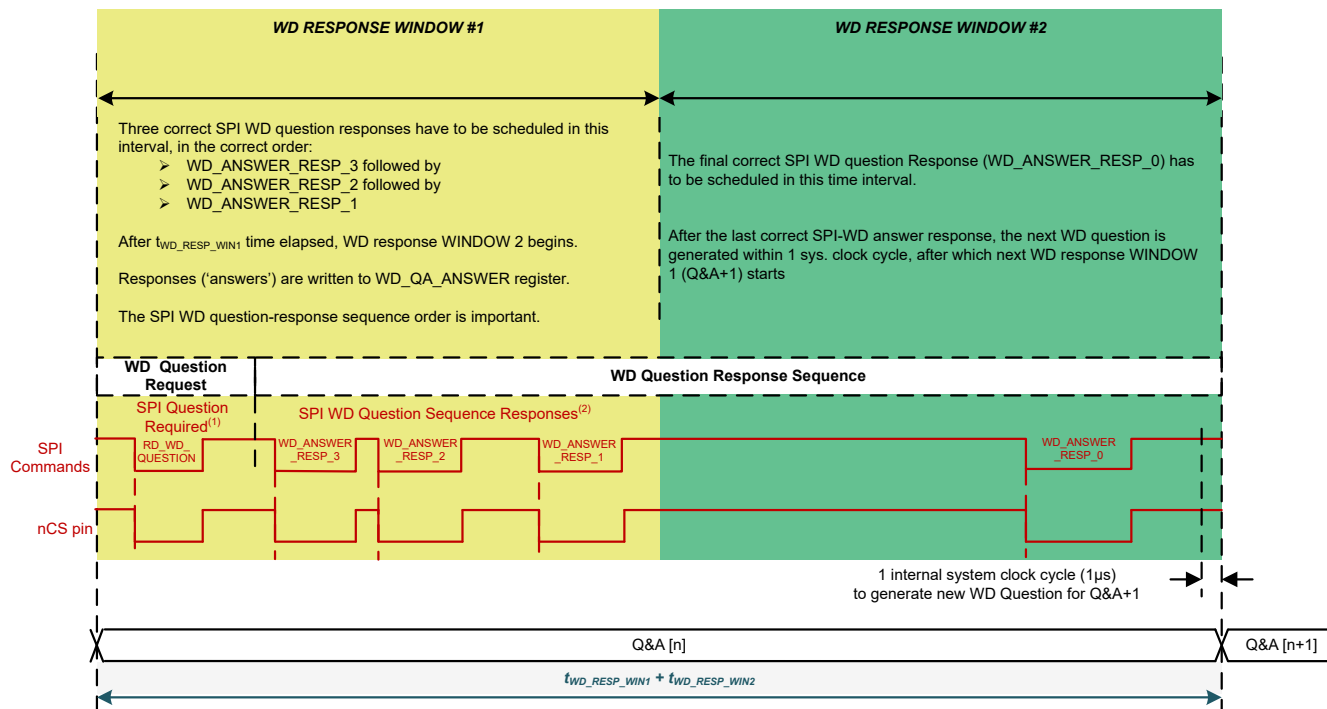 WD RESPONSE WINDOW #1
WD RESPONSE WINDOW #2
Three correct SPI WD question responses have to be scheduled in this
interval, in the correct order:
➢ WD_ANSWER_RESP_3 followed by
➢ WD_ANSWER_RESP_2 followed by
➢ WD_ANSWER_RESP_1
After tWD_RESP_WIN1 time elapsed, WD response WINDOW 2 begins.
Responses (‘answers’) are written to WD_QA_ANSWER register.
The SPI WD question-response sequence order is important.
The final correct SPI WD question Response (WD_ANSWER_RESP_0) has
to be scheduled in this time interval.
After the last correct SPI-WD answer response, the next WD question is
generated within 1 sys. clock cycle, after which next WD response WINDOW
1 (Q&A+1) starts
WD Question
Request
WD Question Response Sequence
SPI Question
Required(1)
SPI WD Question Sequence Responses(2)
SPI
Commands
RD_WD_
QUESTION
WD_ANSWER
_RESP_3
WD_ANSWER
_RESP_2
WD_ANSWER
_RESP_1
WD_ANSWER
_RESP_0
nCS pin
1 internal system clock cycle (1µs)
to generate new WD Question for Q&A+1
Q&A [n]
Q&A [n+1]
tWD_RESP_WIN1 + tWD_RESP_WIN2